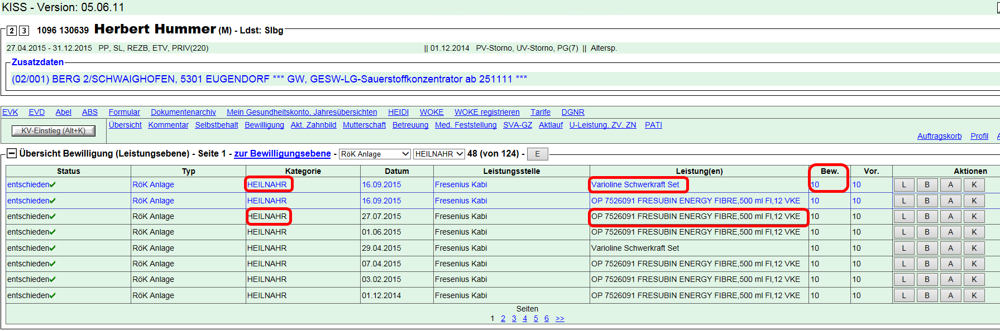 KISS - Version: 05.06.11
2 3 1096 130639 Herbert Hummer (M) - Ldst: Slbg
27.04.2015 - 31.12.2015 PP, SL, REZB, ETV, PRIV(220) || 01.12.2014 PV-Storno, UV-Storno, PG(7) || Altersp.
Zusatzdaten
(02/001) BERG 2/SCHWAIGHOFEN, 5301 EUGENDORF *** GW, GESW-LG-Sauerstoffkonzentrator ab 251111 ***
EVK EVD Abel ABS Formular Dokumentenarchiv Mein Gesundheitskonto, Jahresübersichten HEIDI WOKE WOKE registrieren Tarife DGNR
KV-Einstieg (Alt+K) Übersicht Kommentar Selbstbehalt Bewilligung Akt. Zahnbild Mutterschaft Betreuung Med. Feststellung SVA-GZ Aktlauf U-Leistung, ZV, ZN PATI
Auftragskorb Profil
Übersicht Bewilligung (Leistungsebene) - Seite 1 - zur Bewilligungsebene - RöK Anlage HEILNAHR 48 (von 124) - E
Status Typ Kategorie Datum Leistungsstelle Leistung(en) Bew. Vor. Aktionen
entschieden✓ RöK Anlage HEILNAHR 16.09.2015 Fresenius Kabi Varioline Schwerkraft Set 10 10 L B A K
entschieden✓ RöK Anlage HEILNAHR 16.09.2015 Fresenius Kabi OP 7526091 FRESUBIN ENERGY FIBRE,500 ml Fl,12 VKE 10 10 L B A K
entschieden✓ RöK Anlage HEILNAHR 27.07.2015 Fresenius Kabi OP 7526091 FRESUBIN ENERGY FIBRE,500 ml Fl,12 VKE 10 10 L B A K
entschieden✓ RöK Anlage HEILNAHR 01.06.2015 Fresenius Kabi OP 7526091 FRESUBIN ENERGY FIBRE,500 ml Fl,12 VKE 10 10 L B A K
entschieden✓ RöK Anlage HEILNAHR 29.04.2015 Fresenius Kabi Varioline Schwerkraft Set 10 10 L B A K
entschieden✓ RöK Anlage HEILNAHR 07.04.2015 Fresenius Kabi OP 7526091 FRESUBIN ENERGY FIBRE,500 ml Fl,12 VKE 10 10 L B A K
entschieden✓ RöK Anlage HEILNAHR 03.02.2015 Fresenius Kabi OP 7526091 FRESUBIN ENERGY FIBRE,500 ml Fl,12 VKE 10 10 L B A K
entschieden✓ RöK Anlage HEILNAHR 01.12.2014 Fresenius Kabi OP 7526091 FRESUBIN ENERGY FIBRE,500 ml Fl,12 VKE 10 10 L B A K
Seiten
1 2 3 4 5 6 >>